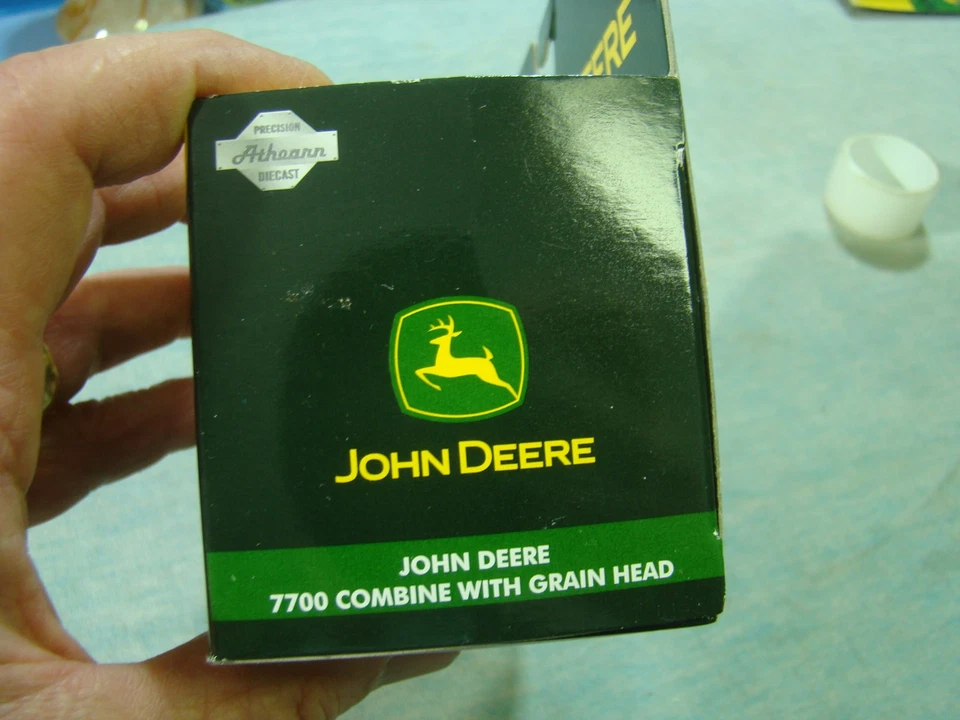 PRECISION
Athearn
DIECAST
JOHN DEERE
JOHN DEERE
7700 COMBINE WITH GRAIN HEAD